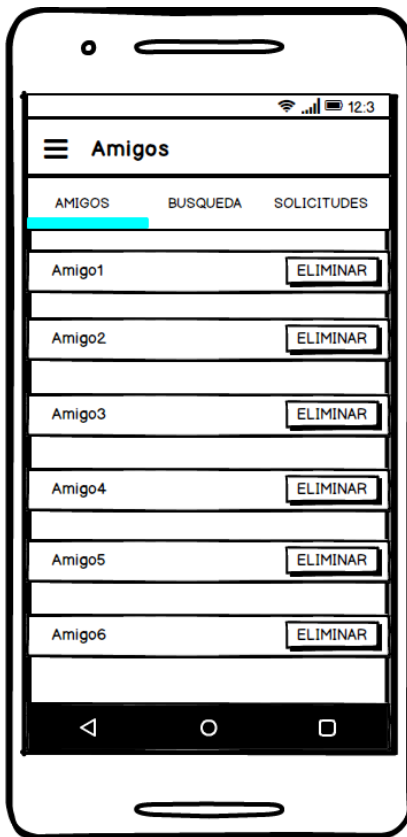 12:3
Amigos
AMIGOS BUSQUEDA SOLICITUDES
Amigo1 ELIMINAR
Amigo2 ELIMINAR
Amigo3 ELIMINAR
Amigo4 ELIMINAR
Amigo5 ELIMINAR
Amigo6 ELIMINAR